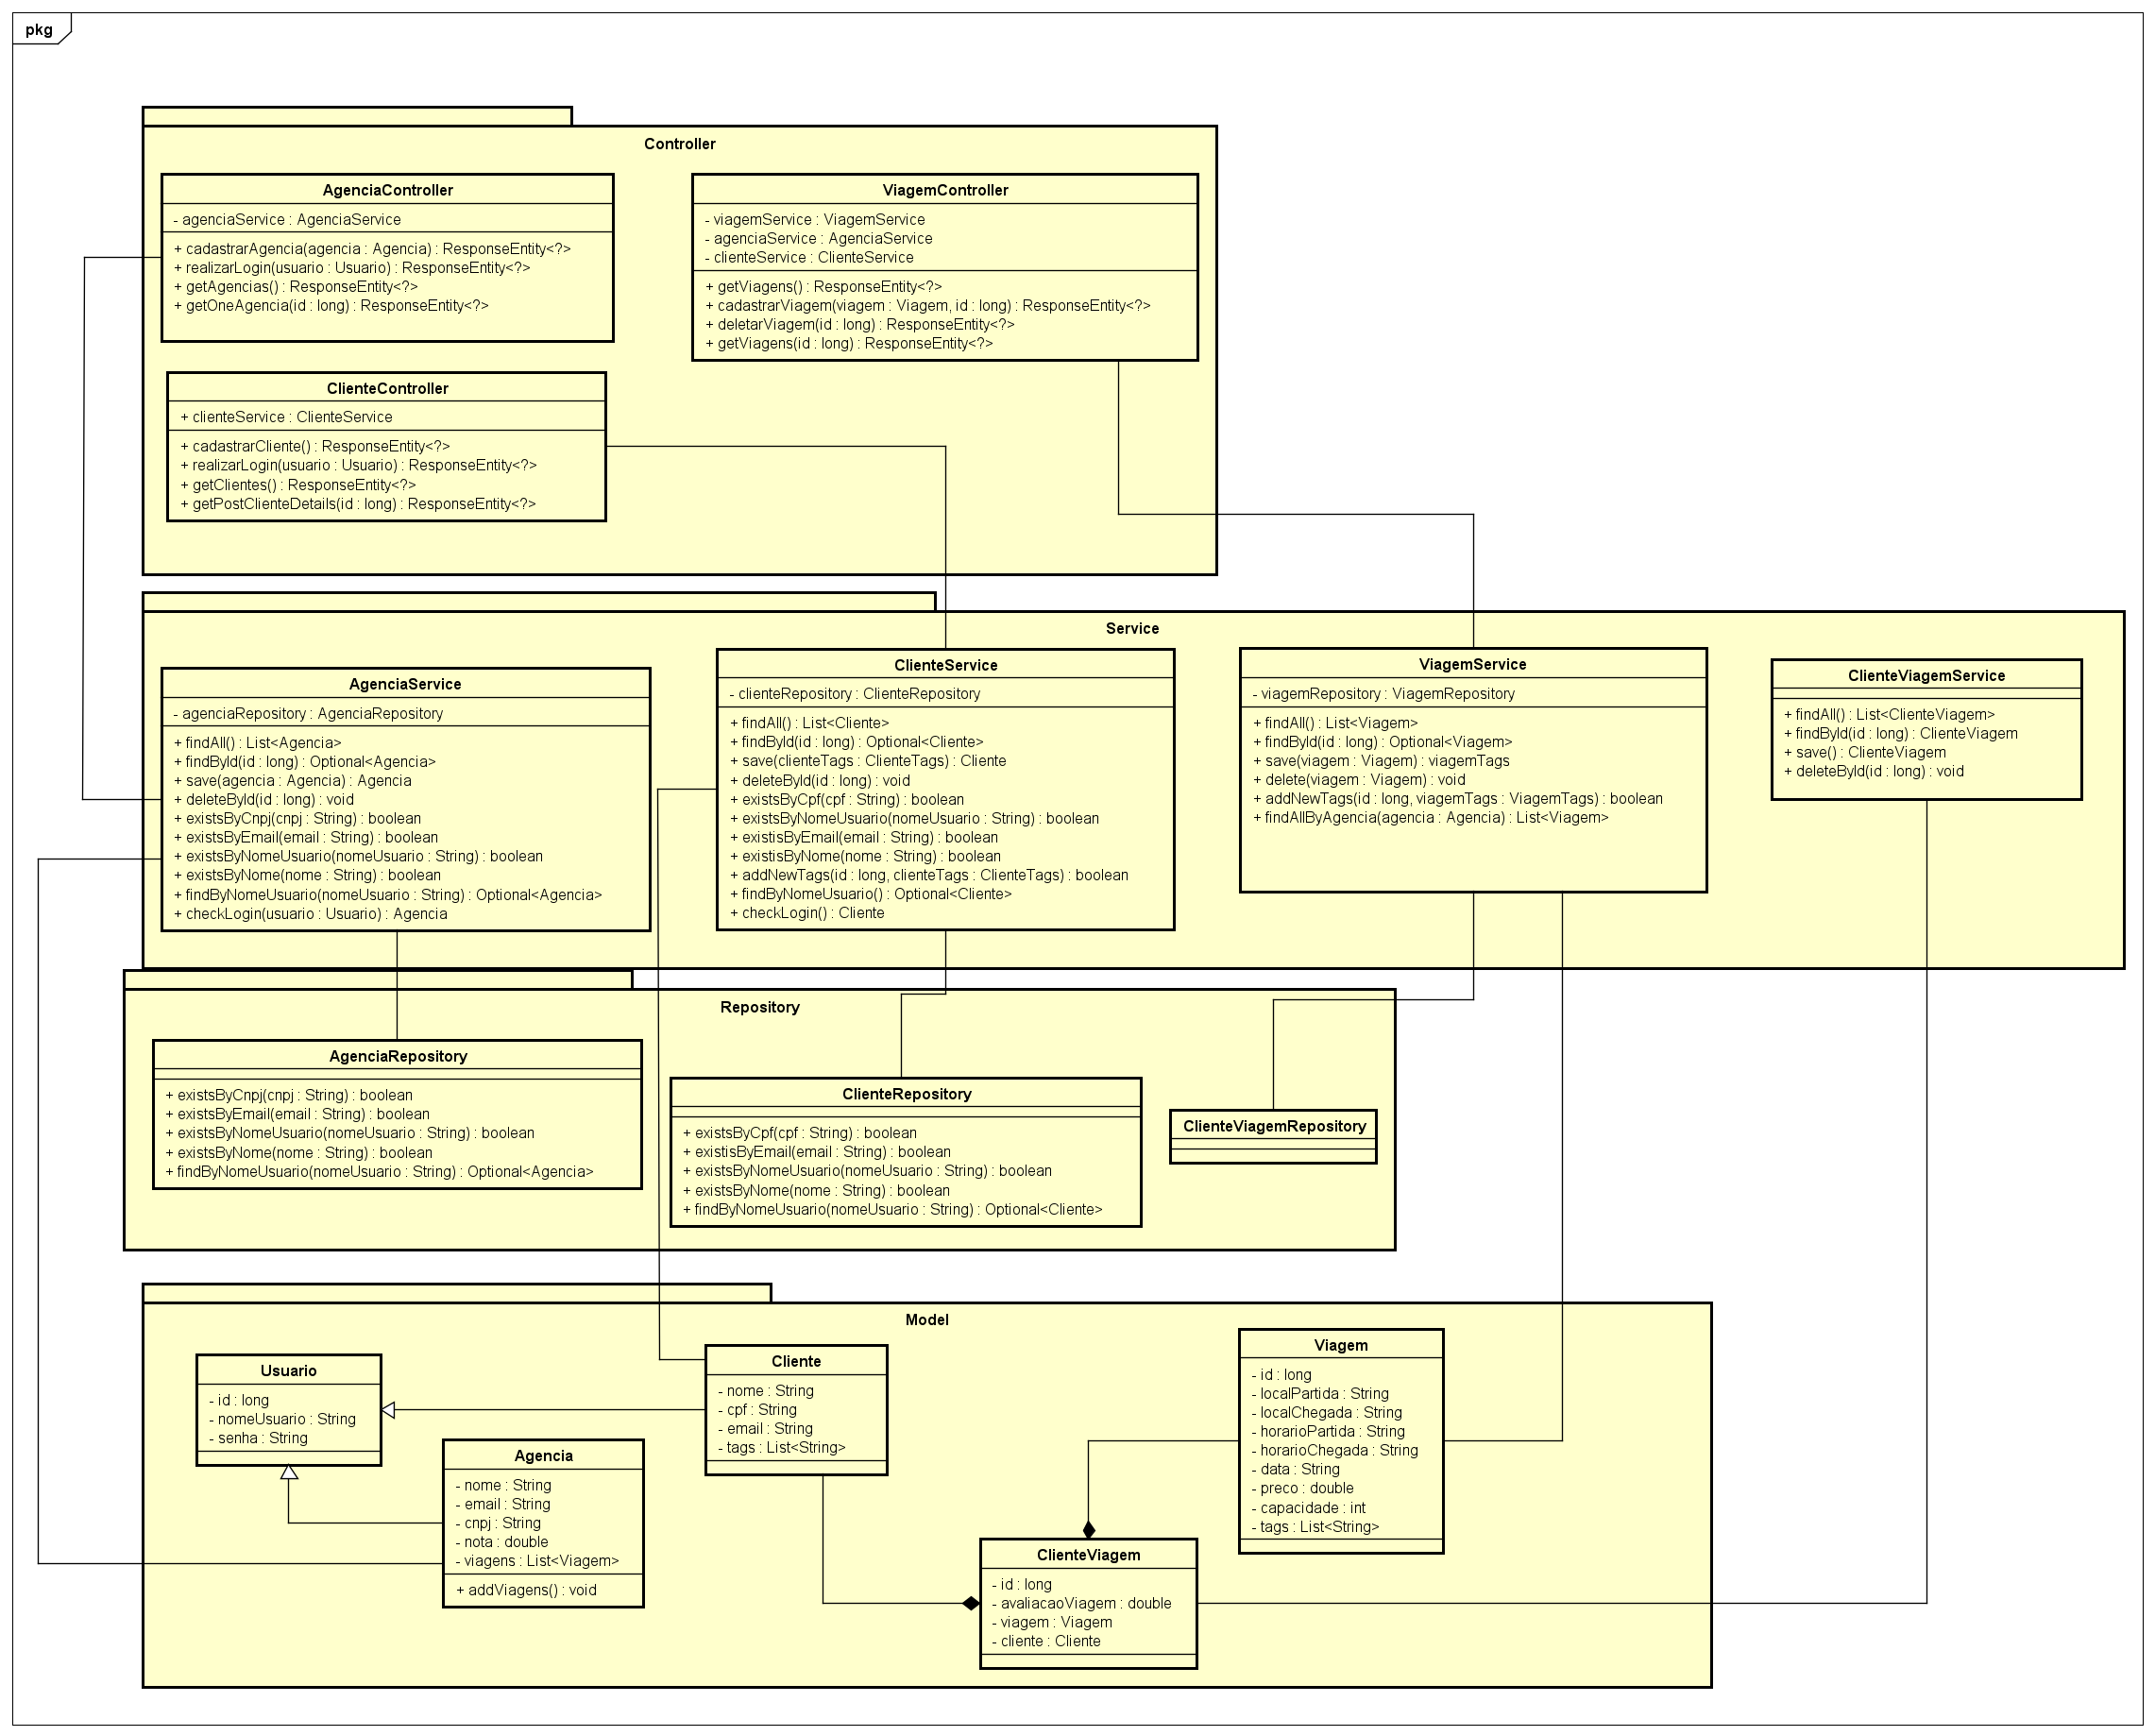 pkg
Controller
AgenciaController
- agenciaService : AgenciaService
+ cadastrarAgencia(agencia : Agencia) : ResponseEntity<?>
+ realizarLogin(usuario : Usuario) : ResponseEntity<?>
+ getAgencias() : ResponseEntity<?>
+ getOneAgencia(id : long) : ResponseEntity<?>
ViagemController
- viagemService : ViagemService
- agenciaService : AgenciaService
- clienteService : ClienteService
+ getViagens() : ResponseEntity<?>
+ cadastrarViagem(viagem : Viagem, id : long) : ResponseEntity<?>
+ deletarViagem(id : long) : ResponseEntity<?>
+ getViagens(id : long) : ResponseEntity<?>
ClienteController
+ clienteService : ClienteService
+ cadastrarCliente() : ResponseEntity<?>
+ realizarLogin(usuario : Usuario) : ResponseEntity<?>
+ getClientes() : ResponseEntity<?>
+ getPostClienteDetails(id : long) : ResponseEntity<?>
Service
AgenciaService
- agenciaRepository : AgenciaRepository
+ findAll() : List<Agencia>
+ findById(id : long) : Optional<Agencia>
+ save(agencia : Agencia) : Agencia
+ deleteById(id : long) : void
+ existsByCnpj(cnpj : String) : boolean
+ existsByEmail(email : String) : boolean
+ existsByNomeUsuario(nomeUsuario : String) : boolean
+ existsByNome(nome : String) : boolean
+ findByNomeUsuario(nomeUsuario : String) : Optional<Agencia>
+ checkLogin(usuario : Usuario) : Agencia
ClienteService
- clienteRepository : ClienteRepository
+ findAll() : List<Cliente>
+ findById(id : long) : Optional<Cliente>
+ save(clienteTags : ClienteTags) : Cliente
+ deleteById(id : long) : void
+ existsByCpf(cpf : String) : boolean
+ existsByNomeUsuario(nomeUsuario : String) : boolean
+ existisByEmail(email : String) : boolean
+ existisByNome(nome : String) : boolean
+ addNewTags(id : long, clienteTags : ClienteTags) : boolean
+ findByNomeUsuario() : Optional<Cliente>
+ checkLogin() : Cliente
ViagemService
- viagemRepository : ViagemRepository
+ findAll() : List<Viagem>
+ findById(id : long) : Optional<Viagem>
+ save(viagem : Viagem) : viagemTags
+ delete(viagem : Viagem) : void
+ addNewTags(id : long, viagemTags : ViagemTags) : boolean
+ findAllByAgencia(agencia : Agencia) : List<Viagem>
ClienteViagemService
+ findAll() : List<ClienteViagem>
+ findById(id : long) : ClienteViagem
+ save() : ClienteViagem
+ deleteById(id : long) : void
Repository
AgenciaRepository
+ existsByCnpj(cnpj : String) : boolean
+ existsByEmail(email : String) : boolean
+ existsByNomeUsuario(nomeUsuario : String) : boolean
+ existsByNome(nome : String) : boolean
+ findByNomeUsuario(nomeUsuario : String) : Optional<Agencia>
ClienteRepository
+ existsByCpf(cpf : String) : boolean
+ existisByEmail(email : String) : boolean
+ existsByNomeUsuario(nomeUsuario : String) : boolean
+ existsByNome(nome : String) : boolean
+ findByNomeUsuario(nomeUsuario : String) : Optional<Cliente>
ClienteViagemRepository
Model
Usuario
- id : long
- nomeUsuario : String
- senha : String
Agencia
- nome : String
- email : String
- cnpj : String
- nota : double
- viagens : List<Viagem>
+ addViagens() : void
Cliente
- nome : String
- cpf : String
- email : String
- tags : List<String>
Viagem
- id : long
- localPartida : String
- localChegada : String
- horarioPartida : String
- horarioChegada : String
- data : String
- preco : double
- capacidade : int
- tags : List<String>
ClienteViagem
- id : long
- avaliacaoViagem : double
- viagem : Viagem
- cliente : Cliente